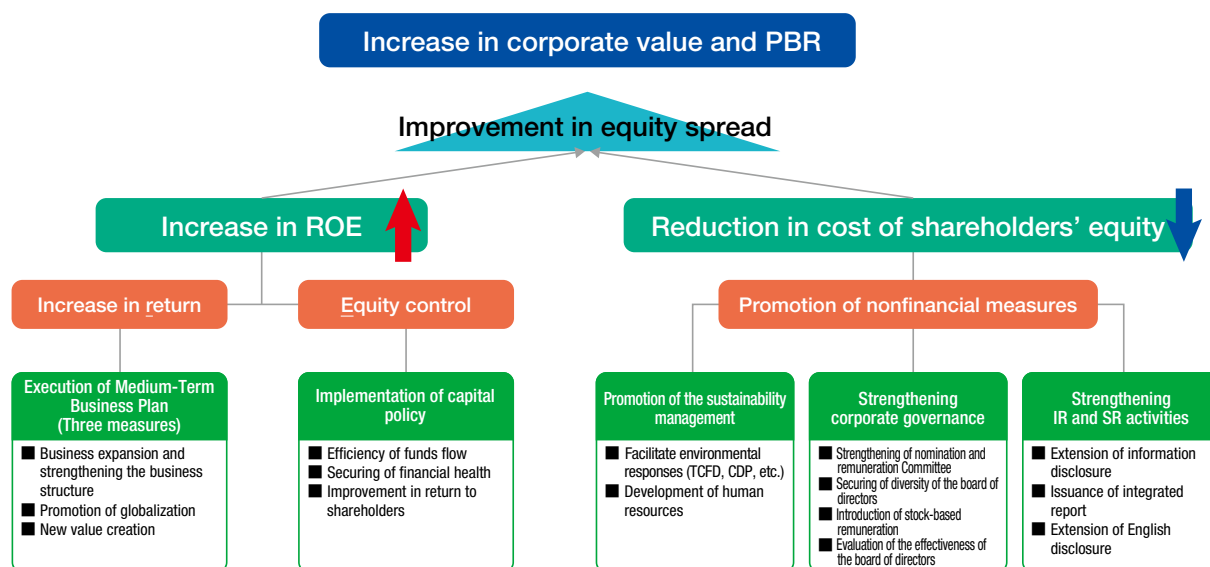 Increase in corporate value and PBR
Improvement in equity spread
Increase in ROE
Reduction in cost of shareholders' equity
Increase in return
Equity control
Promotion of nonfinancial measures
Execution of Medium-Term
Business Plan
(Three measures)
■ Business expansion and
strengthening the business
structure
■ Promotion of globalization
■ New value creation
Implementation of capital
policy
■ Efficiency of funds flow
■ Securing of financial health
■ Improvement in return to
shareholders
Promotion of the sustainability
management
■ Facilitate environmental
responses (TCFD, CDP, etc.)
■ Development of human
resources
Strengthening
corporate governance
■ Strengthening of nomination and
remuneration Committee
■ Securing of diversity of the board of
directors
■ Introduction of stock-based
remuneration
■ Evaluation of the effectiveness of
the board of directors
Strengthening
IR and SR activities
■ Extension of information
disclosure
■ Issuance of integrated
report
■ Extension of English
disclosure